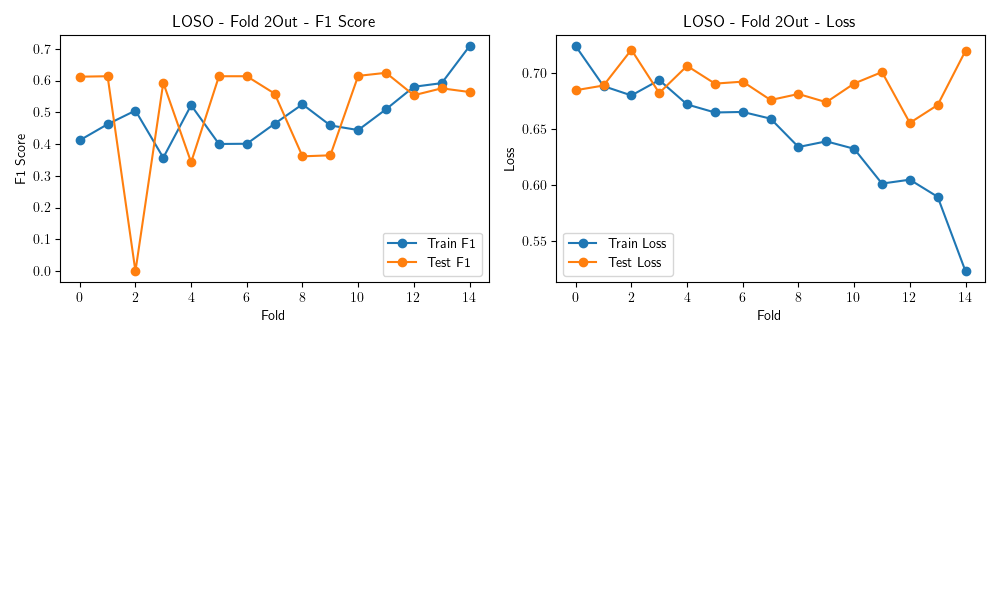 LOSO - Fold 2Out - F1 Score
0.7
0.6
0.5
0.4
0.3
0.2
0.1
0.0
F1 Score
0 2 4 6 8 10 12 14
Fold
Train F1
Test F1
LOSO - Fold 2Out - Loss
0.70
0.65
0.60
0.55
Loss
0 2 4 6 8 10 12 14
Fold
Train Loss
Test Loss